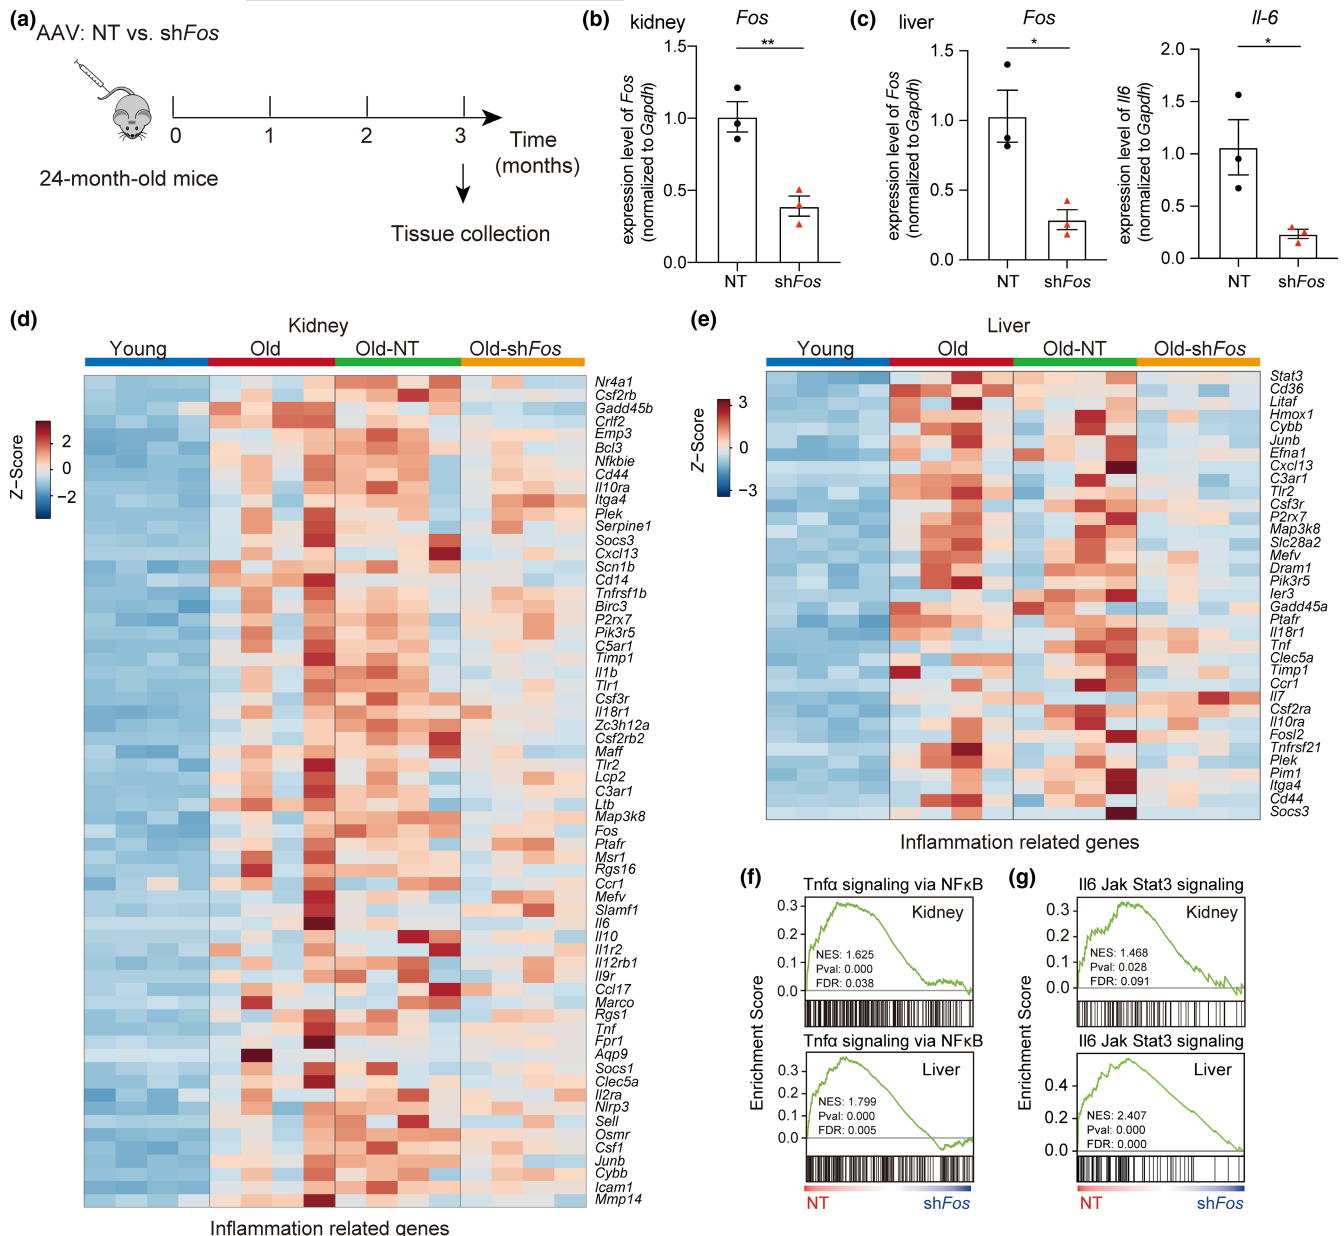 (a)
AAV: NT vs. shFos
0
1
2
3
Time
(months)
24-month-old mice
Tissue collection
(b)
kidney
Fos
**
expression level of Fos
(normalized to Gapdh)
1.5
1.0
0.5
0.0
NT
shFos
(c)
liver
Fos
*
expression level of Fos
(normalized to Gapdh)
1.5
1.0
0.5
0.0
NT
shFos
Il-6
*
expression level of Il6
(normalized to Gapdh)
2.0
1.5
1.0
0.5
0.0
NT
shFos
(d)
Kidney
Young
Old
Old-NT
Old-shFos
Z-Score
2
0
−2
Nr4a1
Csf2rb
Gadd45b
Crlf2
Emp3
Bcl3
Nfkbie
Cd44
Il10ra
Itga4
Plek
Serpine1
Socs3
Cxcl13
Scn1b
Cd14
Tnfrsf1b
Birc3
P2rx7
Pik3r5
C5ar1
Timp1
Il1b
Tlr1
Csf3r
Il18r1
Zc3h12a
Csf2rb2
Maff
Tlr2
Lcp2
C3ar1
Ltb
Map3k8
Fos
Ptafr
Msr1
Rgs16
Ccr1
Mefv
Slamf1
Il6
Il10
Il1r2
Il12rb1
Il9r
Ccl17
Marco
Rgs1
Tnf
Fpr1
Aqp9
Socs1
Clec5a
Il2ra
Nlrp3
Sell
Osmr
Csf1
Junb
Cybb
Icam1
Mmp14
Inflammation related genes
(e)
Liver
Young
Old
Old-NT
Old-shFos
Z-Score
3
0
−3
Stat3
Cd36
Litaf
Hmox1
Cybb
Junb
Efna1
Cxcl13
C3ar1
Tlr2
Csf3r
P2rx7
Map3k8
Slc28a2
Mefv
Dram1
Pik3r5
Ier3
Gadd45a
Ptafr
Il18r1
Tnf
Clec5a
Timp1
Ccr1
Il7
Csf2ra
Il10ra
Fosl2
Tnfrsf21
Plek
Pim1
Itga4
Cd44
Socs3
Inflammation related genes
(f)
Tnfα signaling via NFκB
Kidney
0.3
0.2
0.1
0.0
NES: 1.625
Pval: 0.000
FDR: 0.038
Enrichment Score
Tnfα signaling via NFκB
Liver
0.3
0.2
0.1
0.0
NES: 1.799
Pval: 0.000
FDR: 0.005
NT
shFos
(g)
Il6 Jak Stat3 signaling
Kidney
0.3
0.2
0.1
0.0
NES: 1.468
Pval: 0.028
FDR: 0.091
Enrichment Score
Il6 Jak Stat3 signaling
Liver
0.4
0.2
0.0
NES: 2.407
Pval: 0.000
FDR: 0.000
NT
shFos